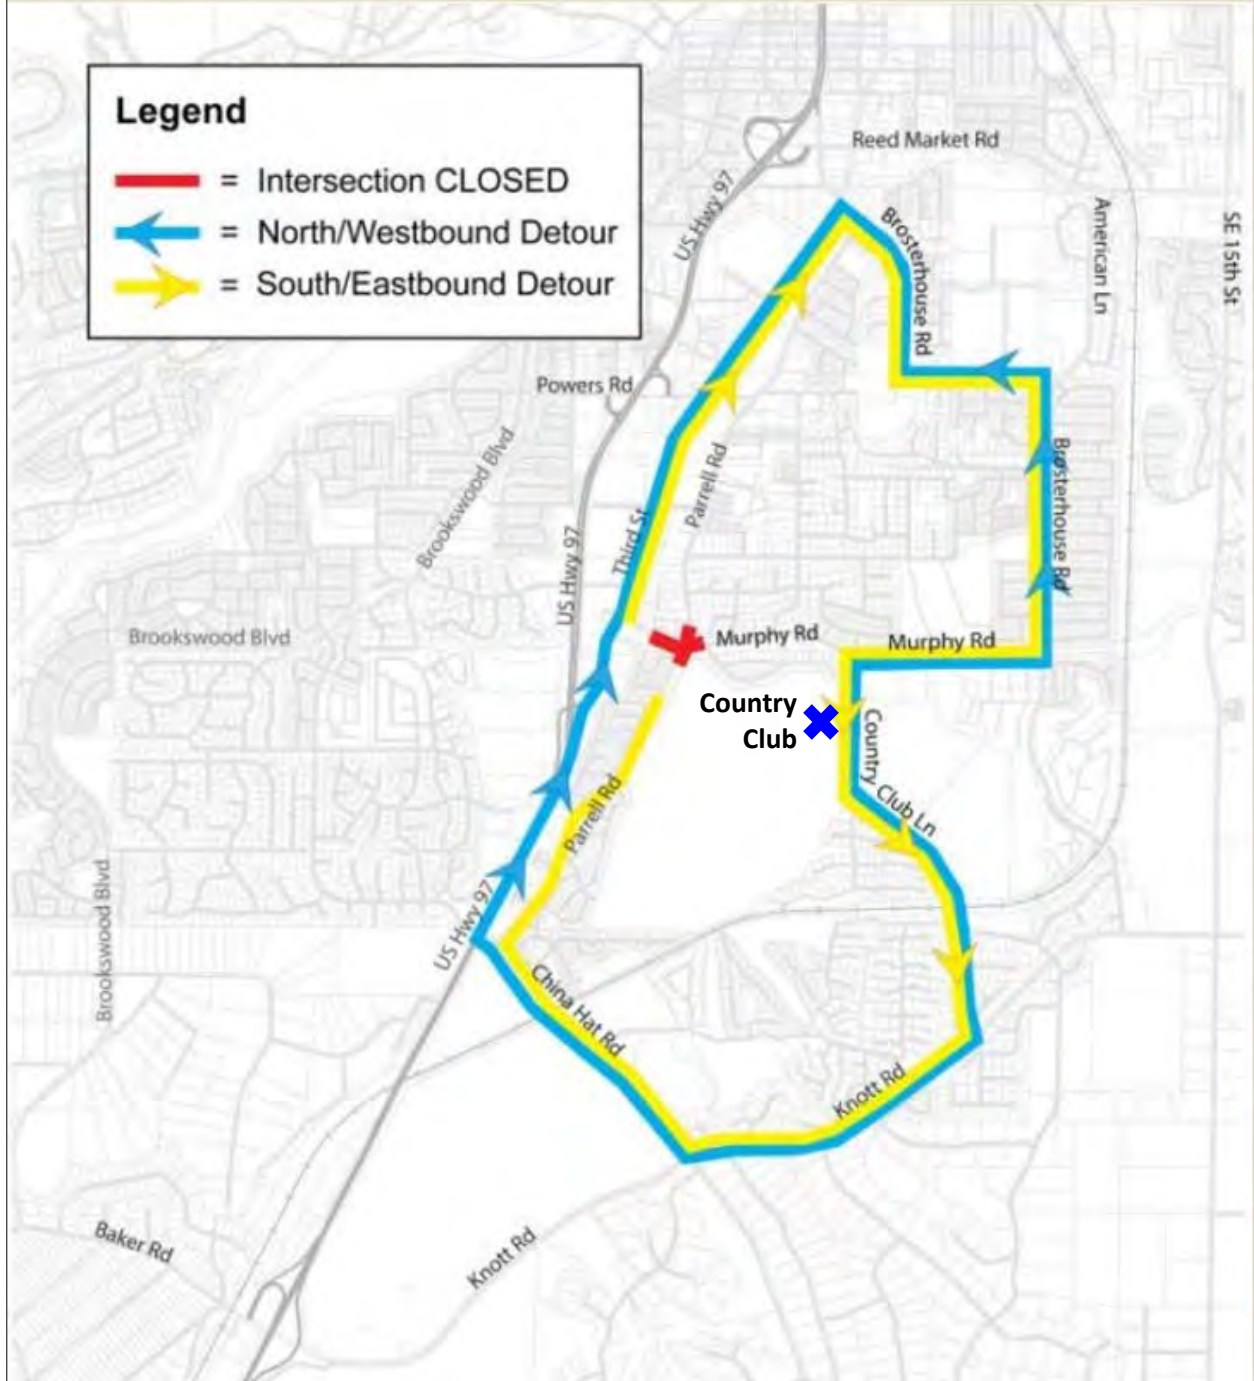 Legend
= Intersection CLOSED
= North/Westbound Detour
= South/Eastbound Detour
Reed Market Rd
US Hwy 97
Brosterhouse Rd
American Ln
SE 15th St
Powers Rd
Brookswood Blvd
Parrell Rd
Third St
US Hwy 97
Brosterhouse Rd
Brookswood Blvd
Murphy Rd
Murphy Rd
Country
Club
Country Club Ln
Parrell Rd
Brookswood Blvd
US Hwy 97
China Hat Rd
Knott Rd
Baker Rd
Knott Rd